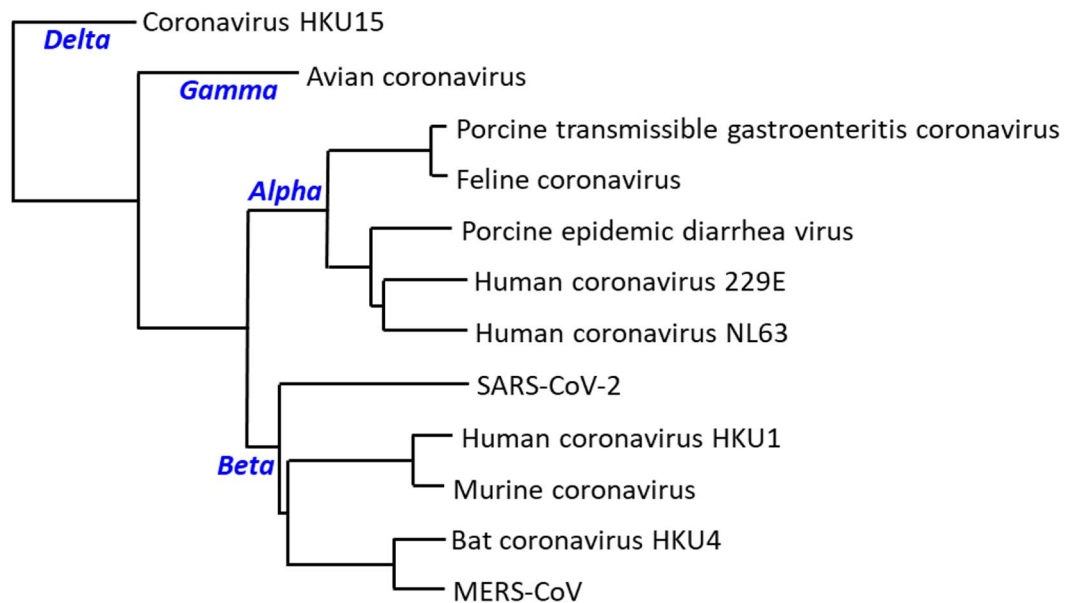 Coronavirus HKU15
Delta
Avian coronavirus
Gamma
Porcine transmissible gastroenteritis coronavirus
Feline coronavirus
Alpha
Porcine epidemic diarrhea virus
Human coronavirus 229E
Human coronavirus NL63
SARS-CoV-2
Human coronavirus HKU1
Beta
Murine coronavirus
Bat coronavirus HKU4
MERS-CoV